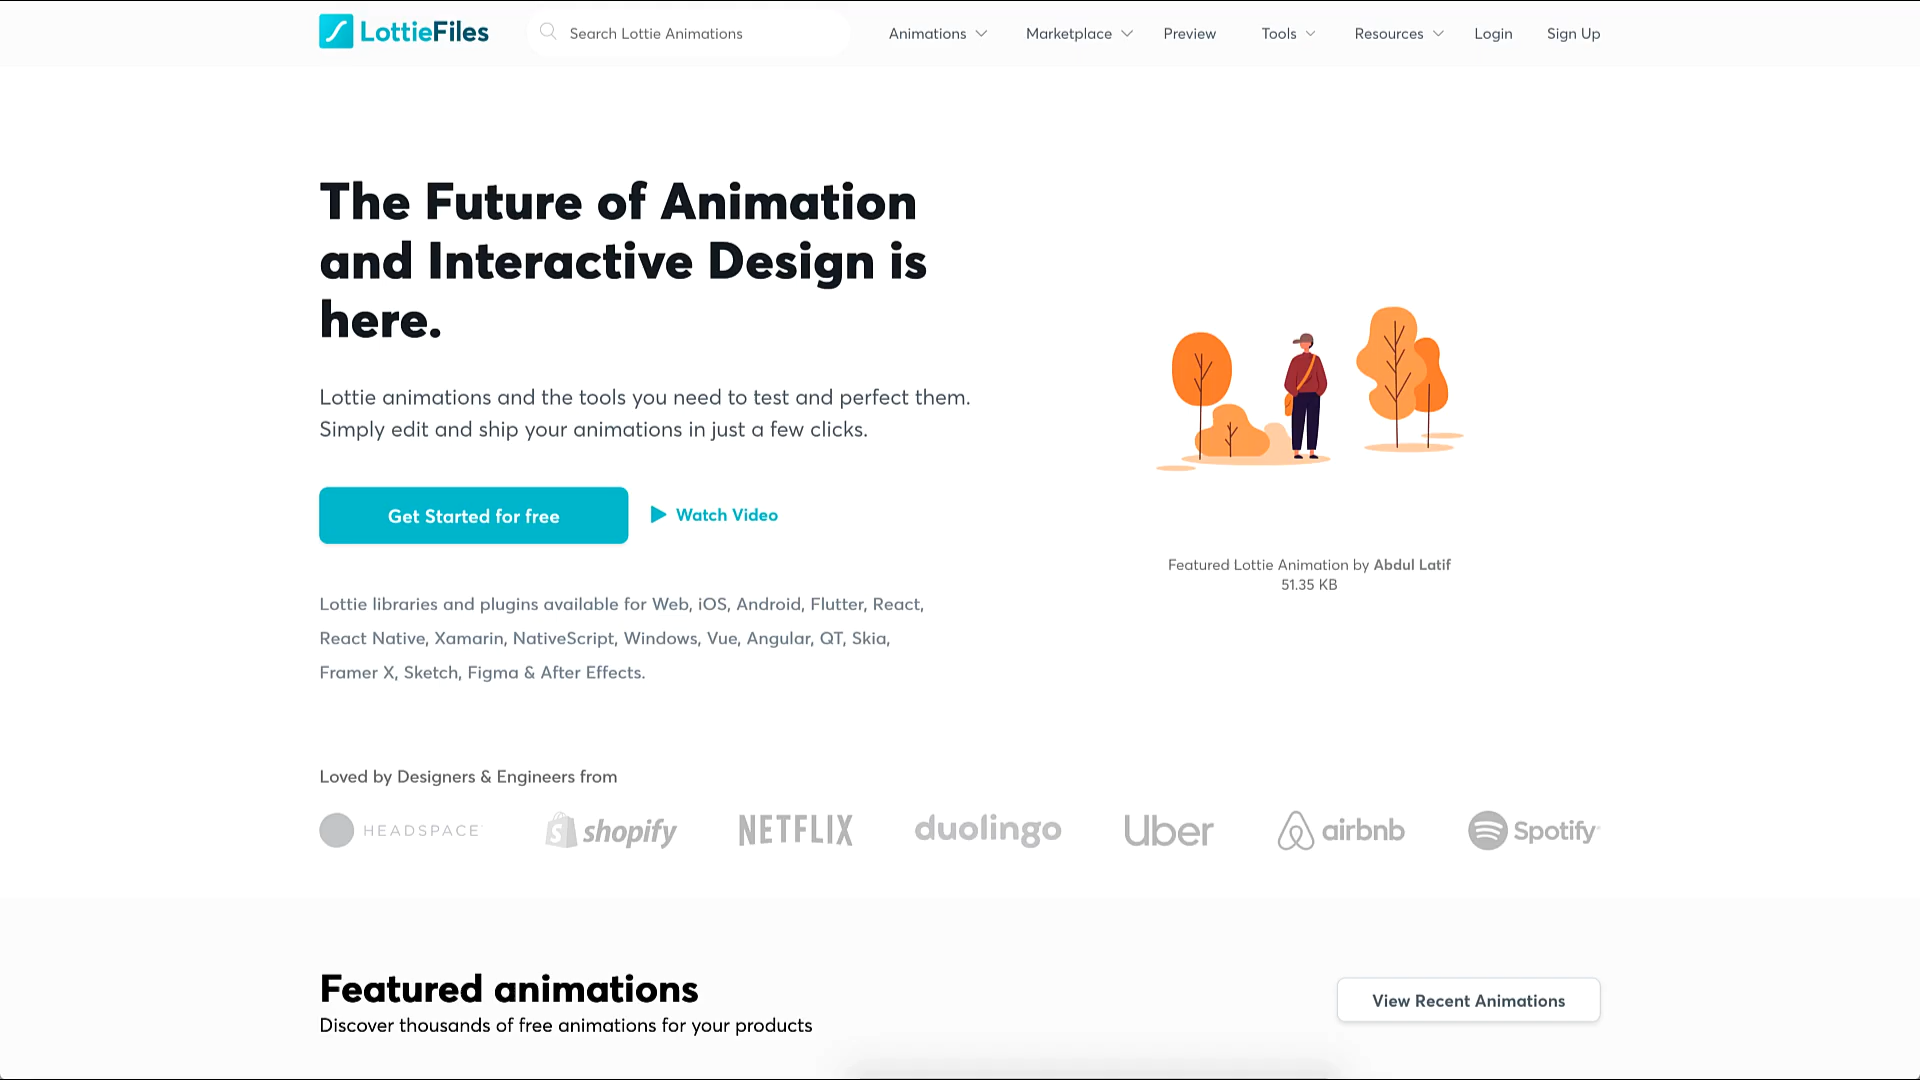 LottieFiles
Search Lottie Animations
Animations
Marketplace
Preview
Tools
Resources
Login
Sign Up
The Future of Animation
and Interactive Design is
here.
Lottie animations and the tools you need to test and perfect them.
Simply edit and ship your animations in just a few clicks.
Get Started for free
Watch Video
Featured Lottie Animation by Abdul Latif
51.35 KB
Lottie libraries and plugins available for Web, iOS, Android, Flutter, React,
React Native, Xamarin, NativeScript, Windows, Vue, Angular, QT, Skia,
Framer X, Sketch, Figma & After Effects.
Loved by Designers & Engineers from
HEADSPACE
shopify
NETFLIX
duolingo
Uber
airbnb
Spotify
Featured animations
Discover thousands of free animations for your products
View Recent Animations